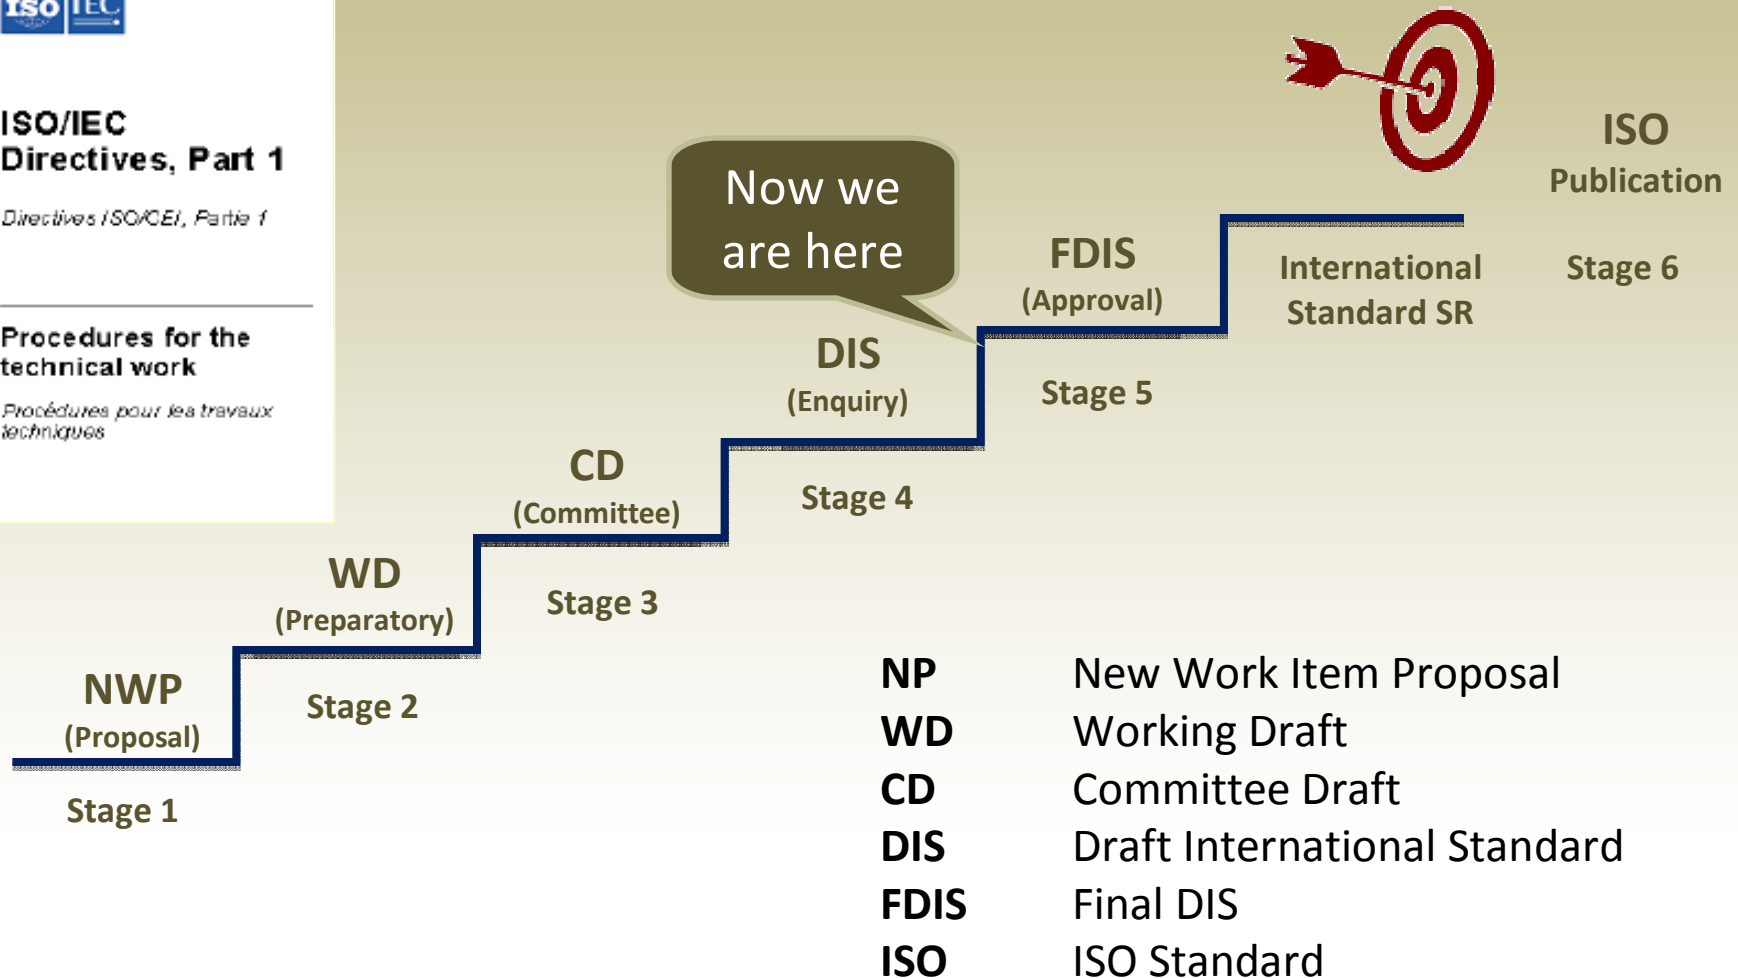 ISO IEC
ISO/IEC
Directives, Part 1
Directives ISO/CEI, Partie 1
Procedures for the
technical work
Procédures pour les travaux
techniques
Now we
are here
ISO
Publication
Stage 6
International
Standard SR
FDIS
(Approval)
Stage 5
DIS
(Enquiry)
Stage 4
CD
(Committee)
Stage 3
WD
(Preparatory)
Stage 2
NWP
(Proposal)
Stage 1
NP New Work Item Proposal
WD Working Draft
CD Committee Draft
DIS Draft International Standard
FDIS Final DIS
ISO ISO Standard